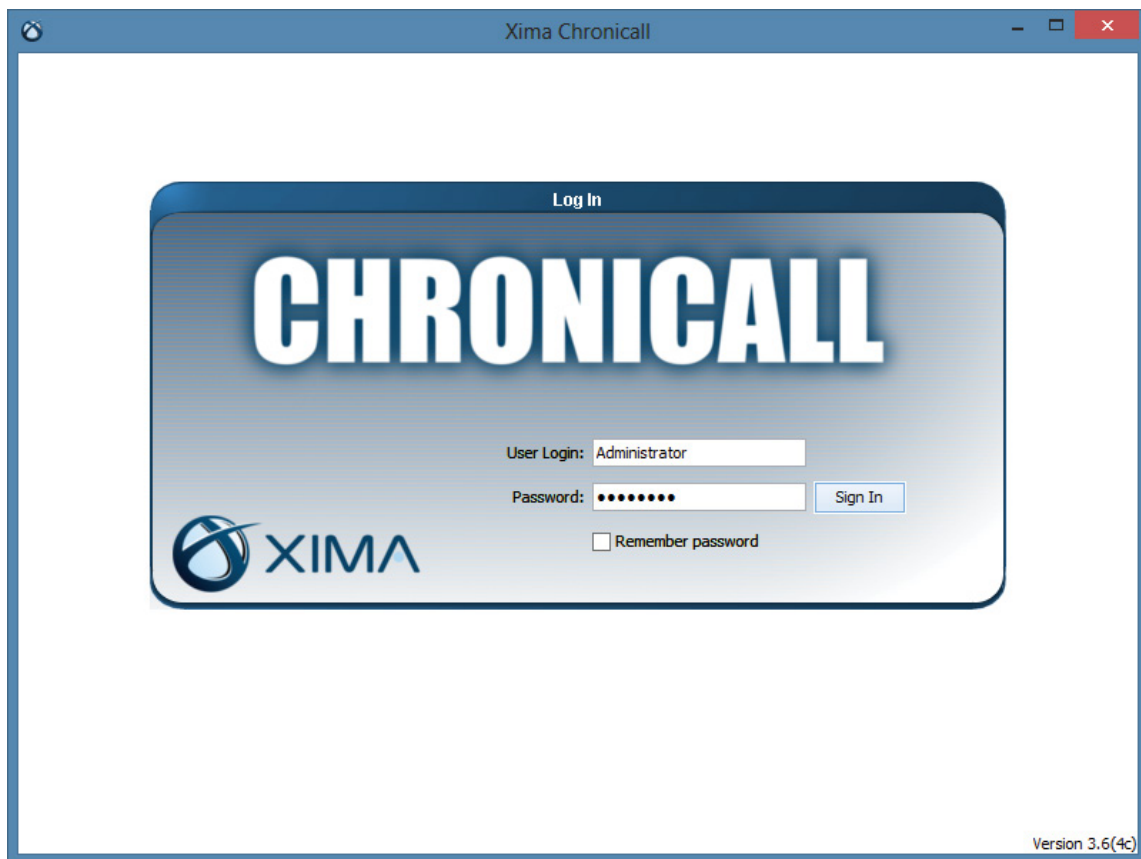 Xima Chronicall
Log In
CHRONICALL
User Login: Administrator
Password: ●●●●●●●●
Sign In
Remember password
XIMA
Version 3.6(4c)